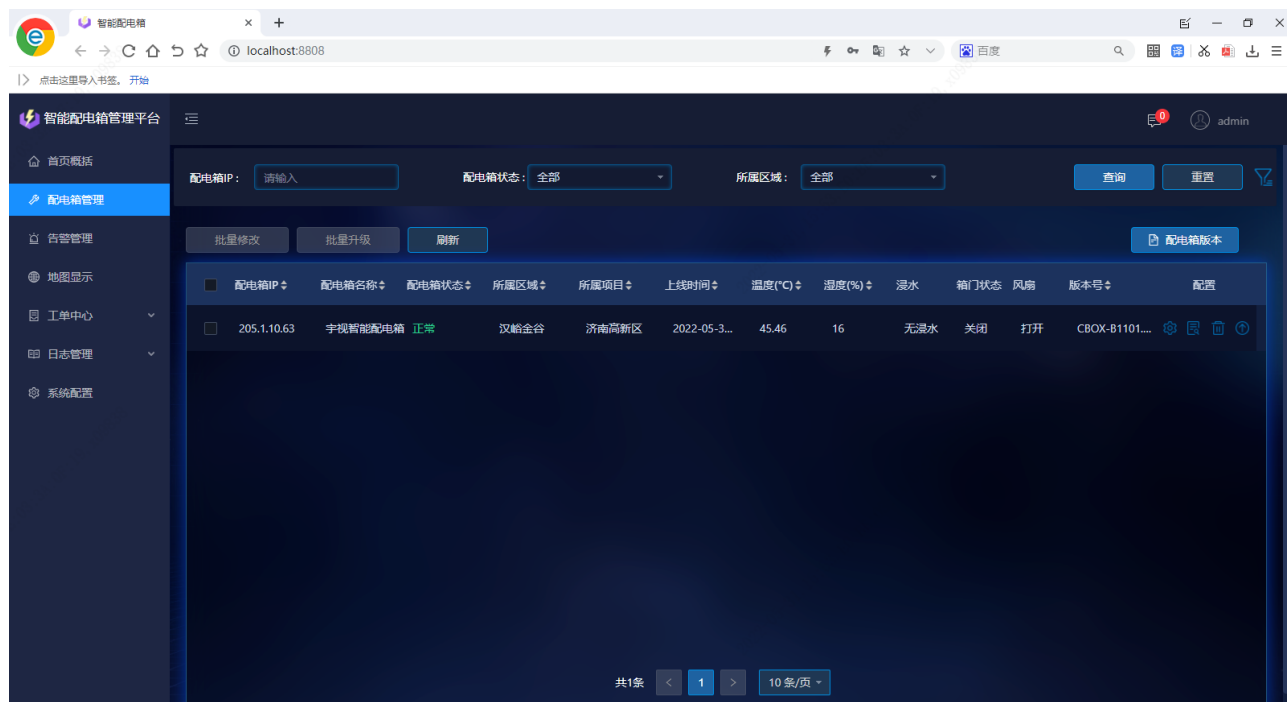 智能配电箱
localhost:8808
百度
点击这里导入书签。 开始
智能配电箱管理平台
0
admin
首页概括
配电箱管理
告警管理
地图显示
工单中心
日志管理
系统配置
配电箱IP： 请输入 配电箱状态： 全部 所属区域： 全部 查询 重置
批量修改 批量升级 刷新 配电箱版本
配电箱IP 配电箱名称 配电箱状态 所属区域 所属项目 上线时间 温度(°C) 湿度(%) 浸水 箱门状态 风扇 版本号 配置
205.1.10.63 宇视智能配电箱 正常 汉峪金谷 济南高新区 2022-05-3... 45.46 16 无浸水 关闭 打开 CBOX-B1101....
共1条 < 1 > 10 条/页